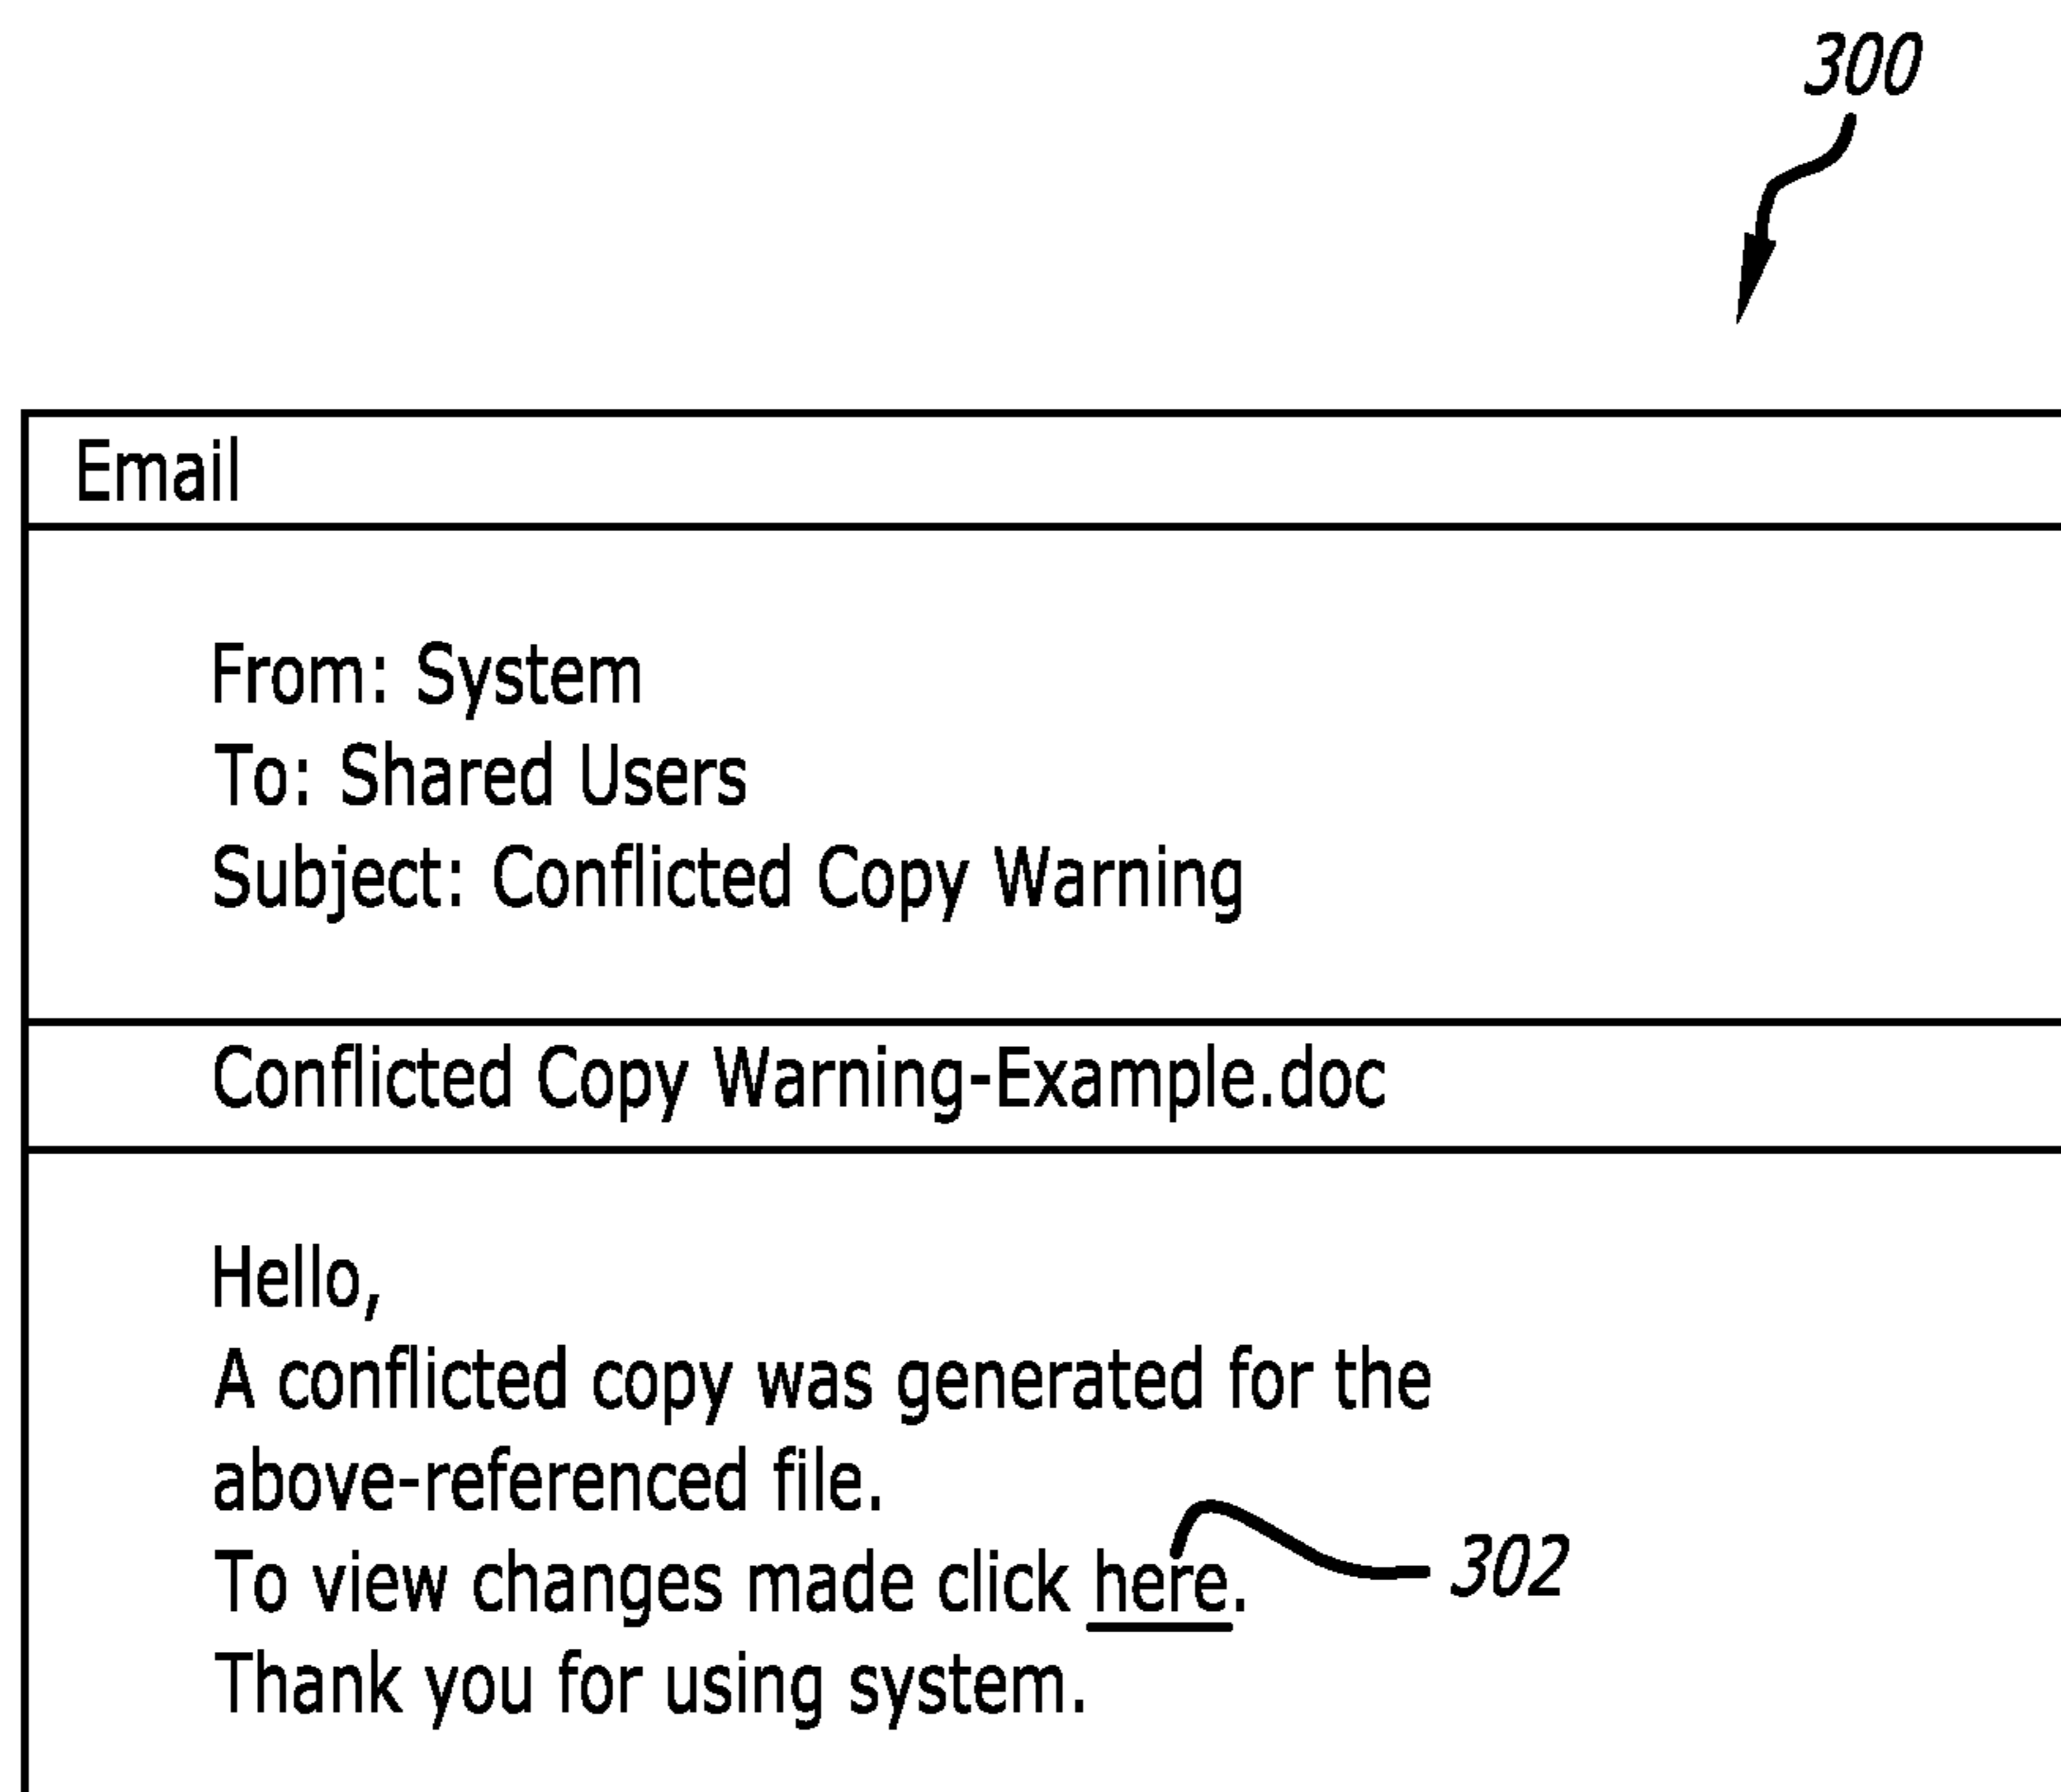 300
Email
From: System
To: Shared Users
Subject: Conflicted Copy Warning
Conflicted Copy Warning-Example.doc
Hello,
A conflicted copy was generated for the
above-referenced file.
To view changes made click here.
302
Thank you for using system.